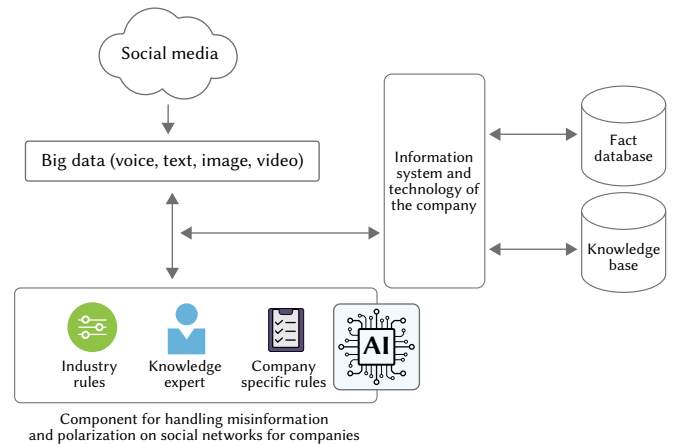 Social media
Big data (voice, text, image, video)
Information
system and
technology of
the company
Fact
database
Knowledge
base
Industry
rules
Knowledge
expert
Company
specific rules
AI
Component for handling misinformation
and polarization on social networks for companies